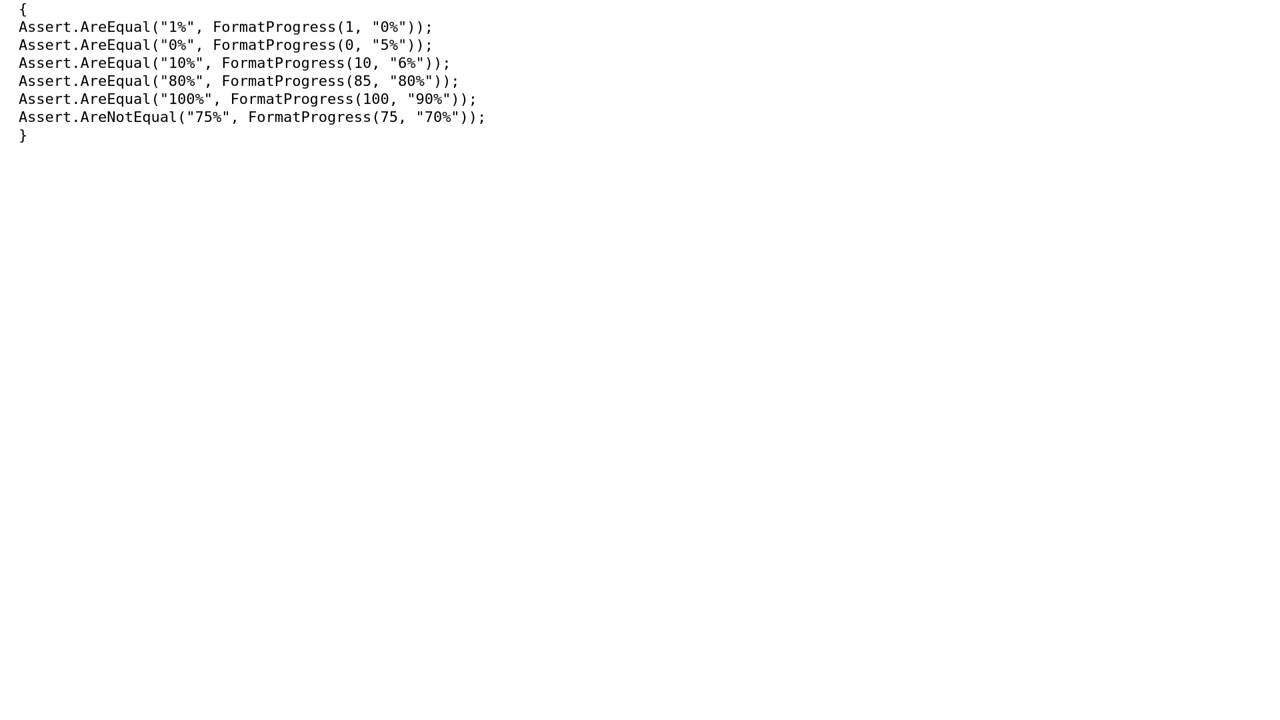 {
Assert.AreEqual("1%", FormatProgress(1, "0%"));
Assert.AreEqual("0%", FormatProgress(0, "5%"));
Assert.AreEqual("10%", FormatProgress(10, "6%"));
Assert.AreEqual("80%", FormatProgress(85, "80%"));
Assert.AreEqual("100%", FormatProgress(100, "90%"));
Assert.AreNotEqual("75%", FormatProgress(75, "70%"));
}